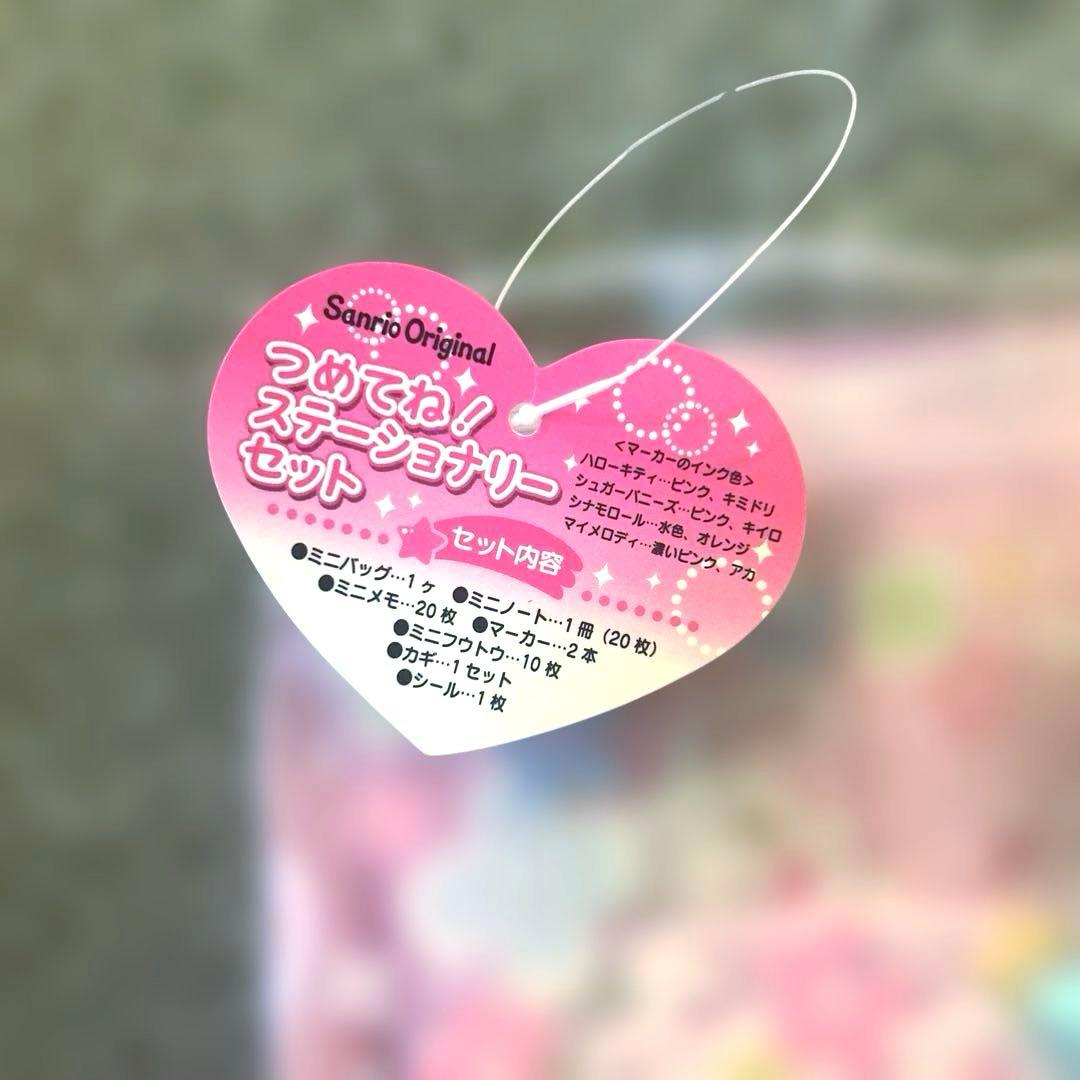 Sanrio Original
つめてね!
ステーショナリー
セット
<マーカーのインク色>
ハローキティ…ピンク、キミドリ
シュガーバニーズ…ピンク、キイロ
シナモロール…水色、オレンジ
マイメロディ…濃いピンク、アカ
セット内容
●ミニバッグ…1ヶ ●ミニノート…1冊(20枚)
●ミニメモ…20枚 ●マーカー…2本
●ミニフウトウ…10枚
●カギ…1セット
●シール…1枚